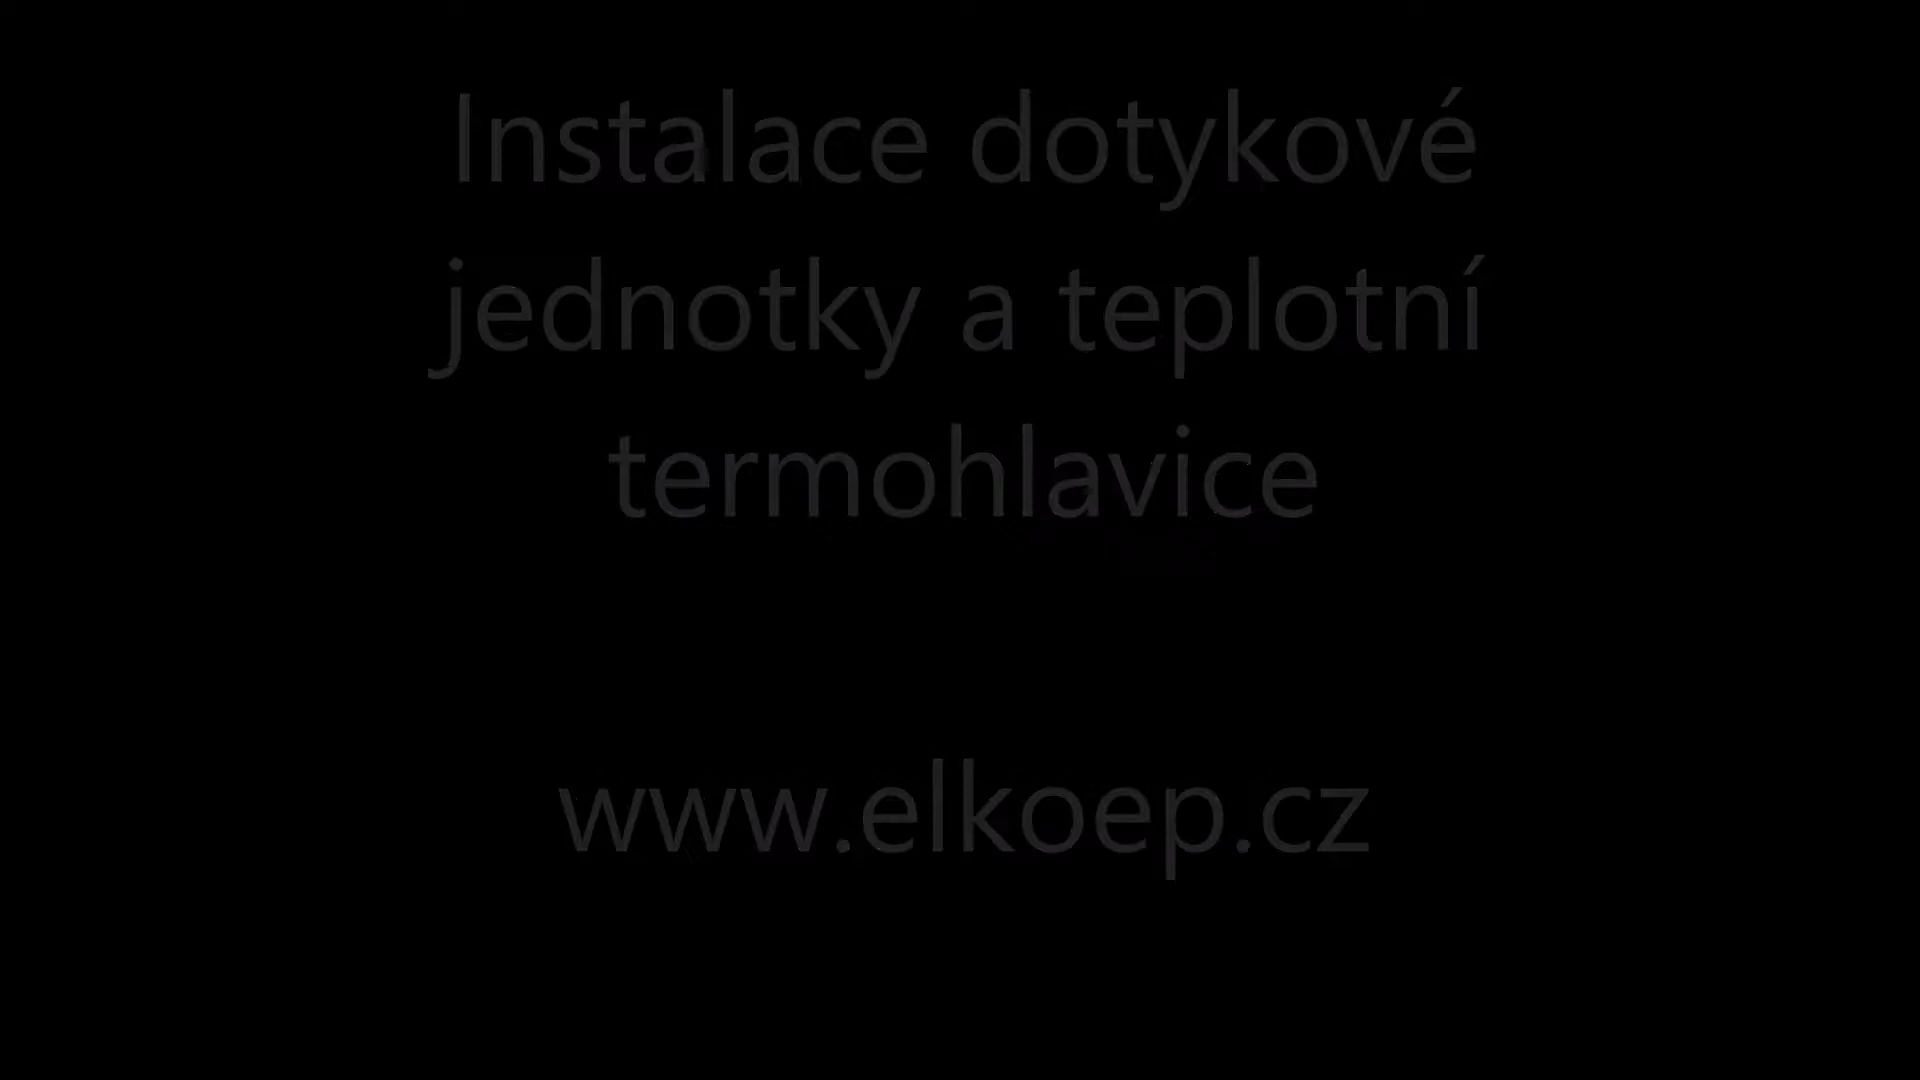 Instalace dotykové
jednotky a teplotní
termohlavice
www.elkoep.cz